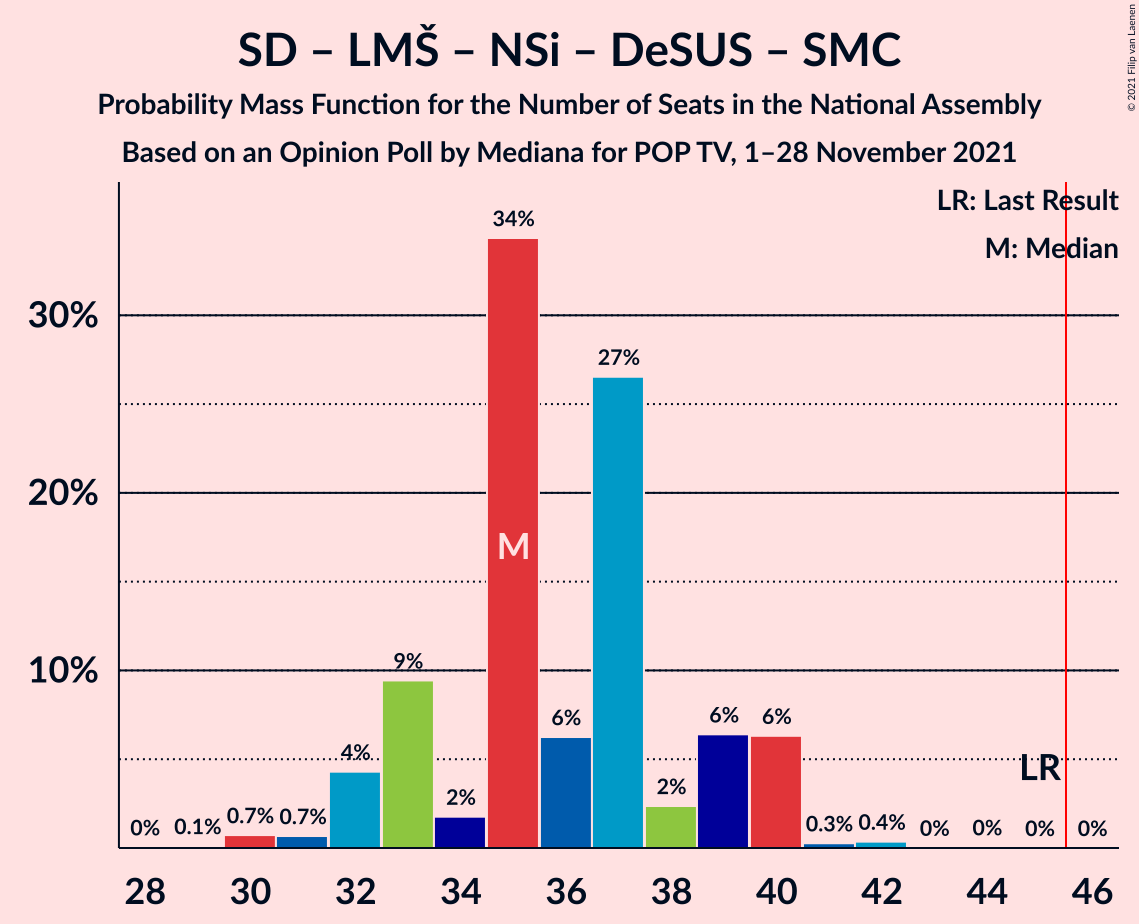 SD – LMŠ – NSi – DeSUS – SMC
Probability Mass Function for the Number of Seats in the National Assembly
Based on an Opinion Poll by Mediana for POP TV, 1–28 November 2021
© 2021 Filip van Laenen
LR: Last Result
M: Median
30%
20%
10%
0%
0.1%
0.7%
0.7%
4%
9%
2%
34%
M
6%
27%
2%
6%
6%
0.3%
0.4%
0%
0%
0%
0%
LR
28 30 32 34 36 38 40 42 44 46